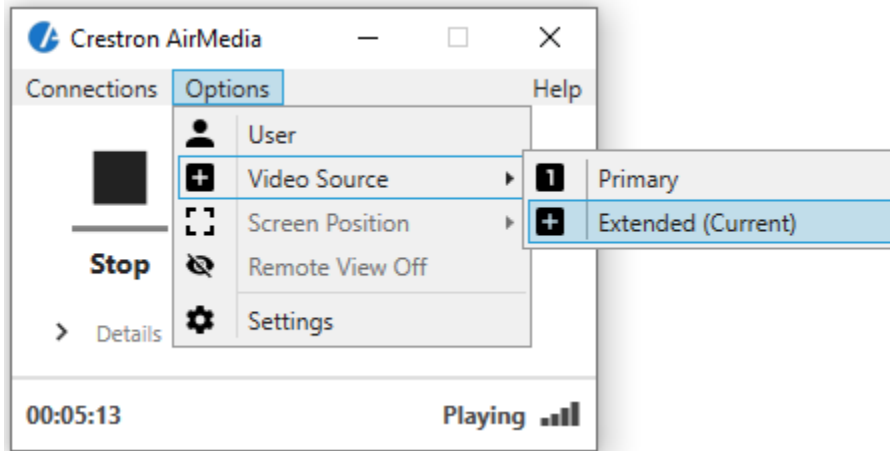 Crestron AirMedia
Connections Options Help
User
Video Source
1 Primary
Screen Position
Extended (Current)
Stop
Remote View Off
Details
Settings
00:05:13 Playing